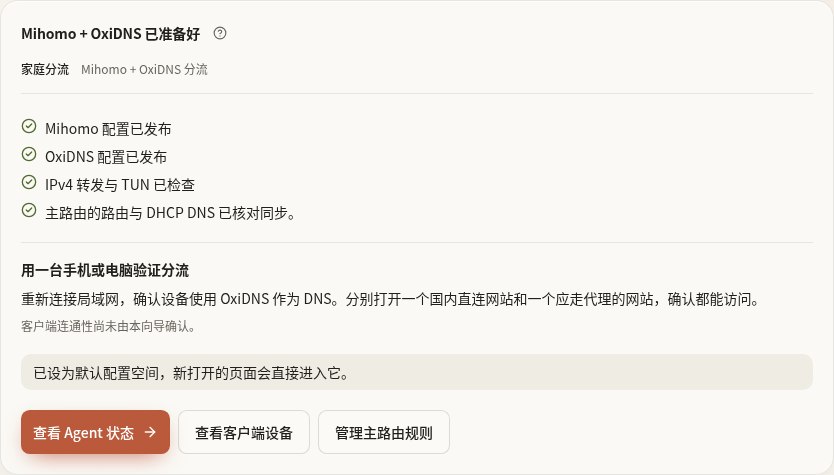 Mihomo + OxiDNS 已准备好
家庭分流 Mihomo + OxiDNS 分流
Mihomo 配置已发布
OxiDNS 配置已发布
IPv4 转发与 TUN 已检查
主路由的路由与 DHCP DNS 已核对同步。
用一台手机或电脑验证分流
重新连接局域网，确认设备使用 OxiDNS 作为 DNS。分别打开一个国内直连网站和一个应走代理的网站，确认都能访问。
客户端连通性尚未由本向导确认。
已设为默认配置空间，新打开的页面会直接进入它。
查看 Agent 状态 → 查看客户端设备 管理主路由规则